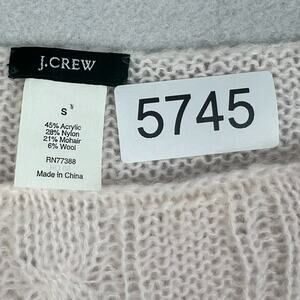 J.CREW
S
45% Acrylic
28% Nylon
21% Mohair
6% Wool
RN77388
Made in China
5745